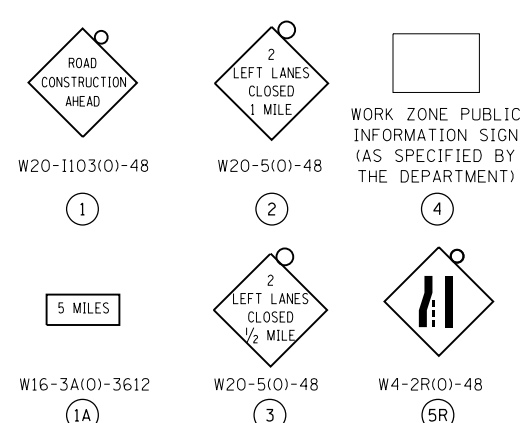 ROAD
CONSTRUCTION
AHEAD
W20-I103(O)-48
1
2
LEFT LANES
CLOSED
1 MILE
W20-5(O)-48
2
WORK ZONE PUBLIC
INFORMATION SIGN
(AS SPECIFIED BY
THE DEPARTMENT)
4
5 MILES
W16-3A(O)-3612
1A
2
LEFT LANES
CLOSED
1/2 MILE
W20-5(O)-48
3
W4-2R(O)-48
5R